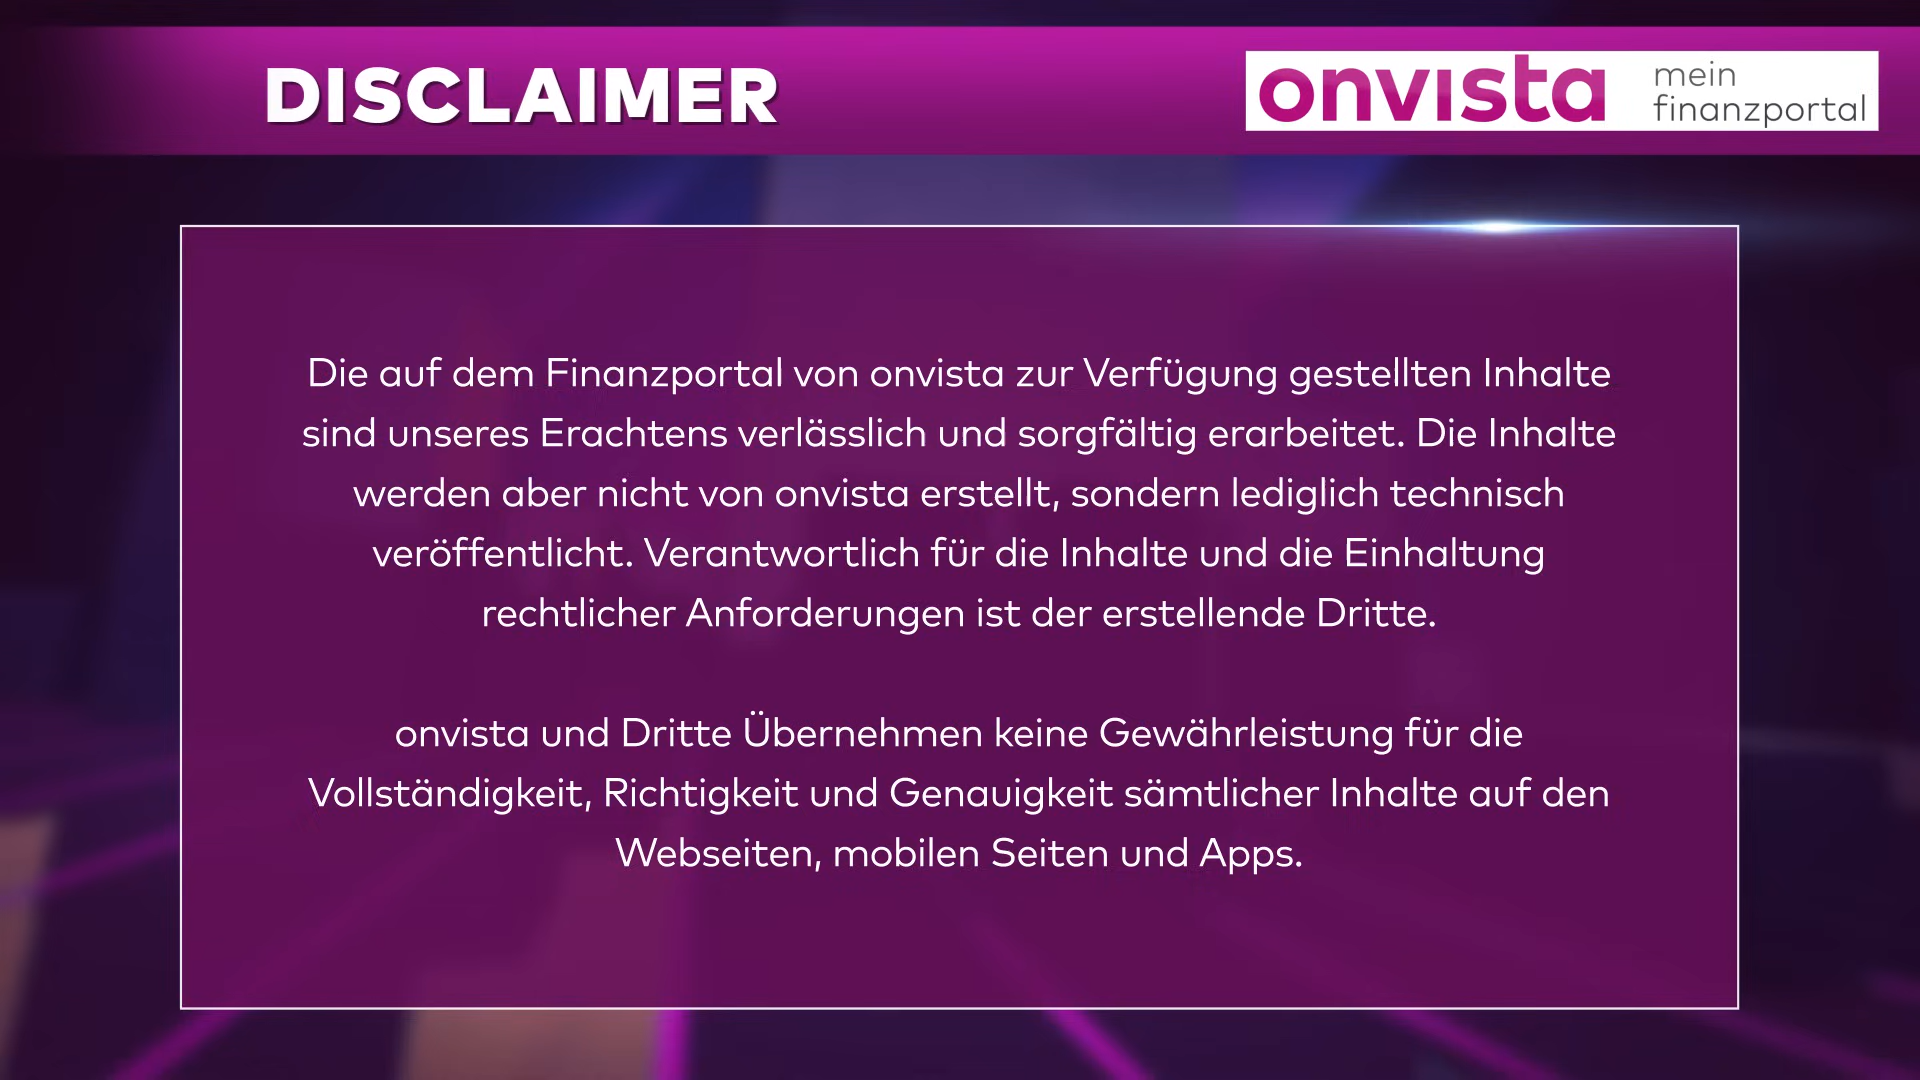 DISCLAIMER
onvista
mein
finanzportal
Die auf dem Finanzportal von onvista zur Verfügung gestellten Inhalte
sind unseres Erachtens verlässlich und sorgfältig erarbeitet. Die Inhalte
werden aber nicht von onvista erstellt, sondern lediglich technisch
veröffentlicht. Verantwortlich für die Inhalte und die Einhaltung
rechtlicher Anforderungen ist der erstellende Dritte.
onvista und Dritte Übernehmen keine Gewährleistung für die
Vollständigkeit, Richtigkeit und Genauigkeit sämtlicher Inhalte auf den
Webseiten, mobilen Seiten und Apps.